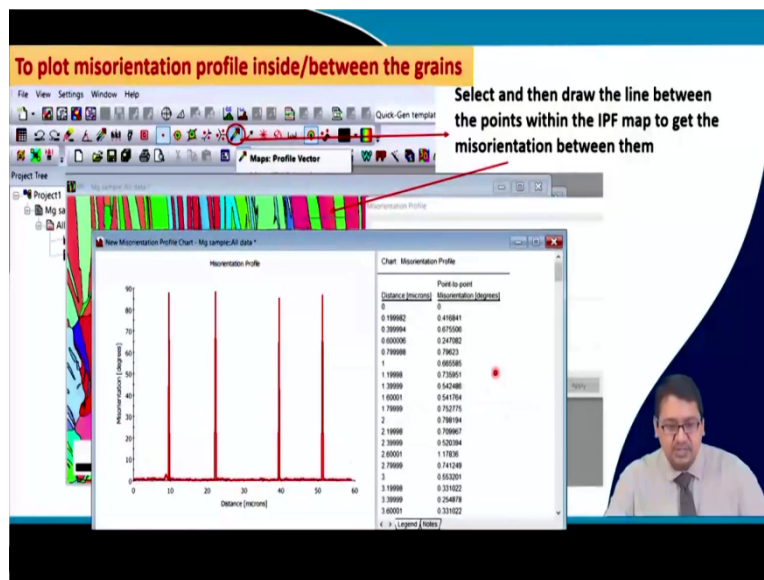 To plot misorientation profile inside/between the grains
File View Settings Window Help
Quick-Gen templat
Select and then draw the line between
the points within the IPF map to get the
misorientation between them
Maps: Profile Vector
Project Tree
Project1
Mg sa
All
Mg sample;All data *
Misorientation Profile
New Misorientation Profile Chart - Mg sample;All data *
Misorientation Profile
Misorientation [degrees]
90
80
70
60
50
40
30
20
10
0
0 10 20 30 40 50 60
Distance [microns]
Chart: Misorientation Profile
Point-to-point
Distance [microns] Misorientation [degrees]
0 0
0.199982 0.416841
0.399994 0.675506
0.600006 0.247082
0.799988 0.79623
1 0.665585
1.19998 0.735951
1.39999 0.542486
1.60001 0.541764
1.79999 0.752775
2 0.798194
2.19998 0.709967
2.39999 0.520394
2.60001 1.17836
2.79999 0.741249
3 0.553201
3.19998 0.331022
3.39999 0.254878
3.60001 0.331022
Legend Notes
Apply